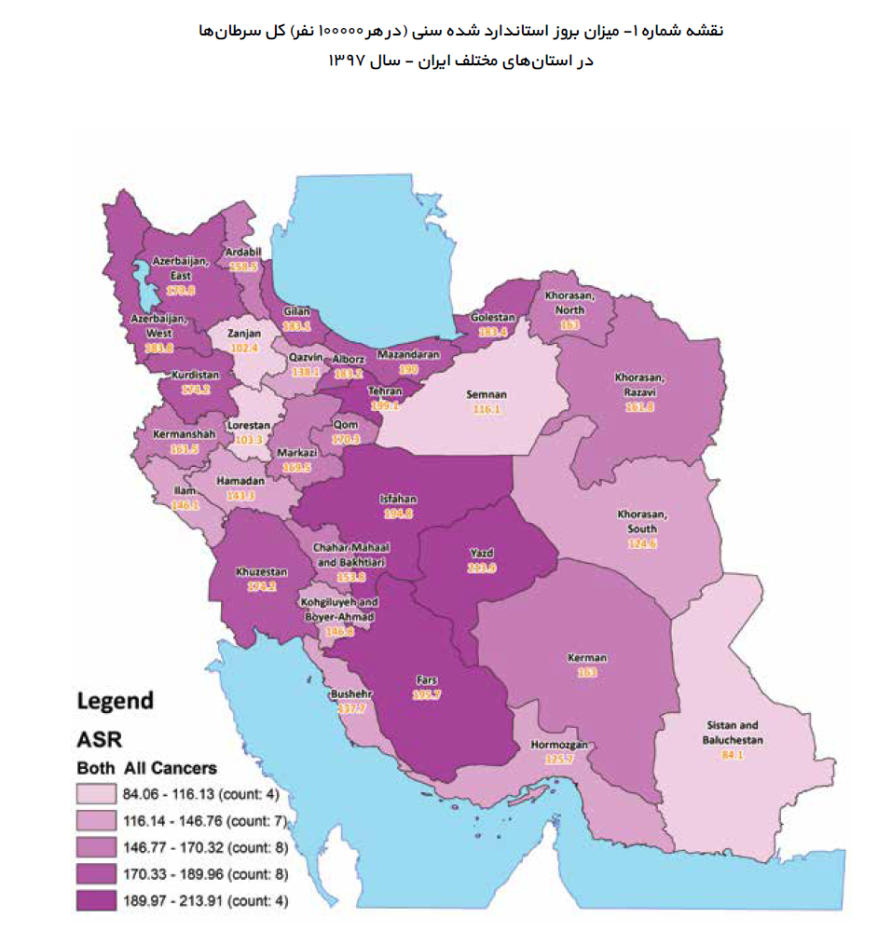 نقشه شماره ۱- میزان بروز استاندارد شده سنی (در هر ۱۰۰۰۰۰ نفر) کل سرطان‌ها
در استان‌های مختلف ایران - سال ۱۳۹۷
Ardabil
158.5
Azerbaijan,
East
179.8
Khorasan,
North
163
Gilan
183.1
Golestan
183.4
Azerbaijan,
West
183.8
Zanjan
102.4
Qazvin
138.1
Alborz
183.2
Mazandaran
190
Kurdistan
174.2
Tehran
199.1
Semnan
116.1
Khorasan,
Razavi
161.8
Kermanshah
161.5
Lorestan
103.3
Qom
170.3
Markazi
169.5
Ilam
146.1
Hamadan
143.3
Isfahan
194.8
Khorasan,
South
124.6
Chahar Mahaal
and Bakhtiari
153.8
Yazd
213.9
Khuzestan
174.2
Kohgiluyeh and
Boyer-Ahmad
146.8
Kerman
163
Fars
195.7
Bushehr
137.7
Sistan and
Baluchestan
84.1
Hormozgan
125.7
Legend
ASR
Both All Cancers
84.06 - 116.13 (count: 4)
116.14 - 146.76 (count: 7)
146.77 - 170.32 (count: 8)
170.33 - 189.96 (count: 8)
189.97 - 213.91 (count: 4)